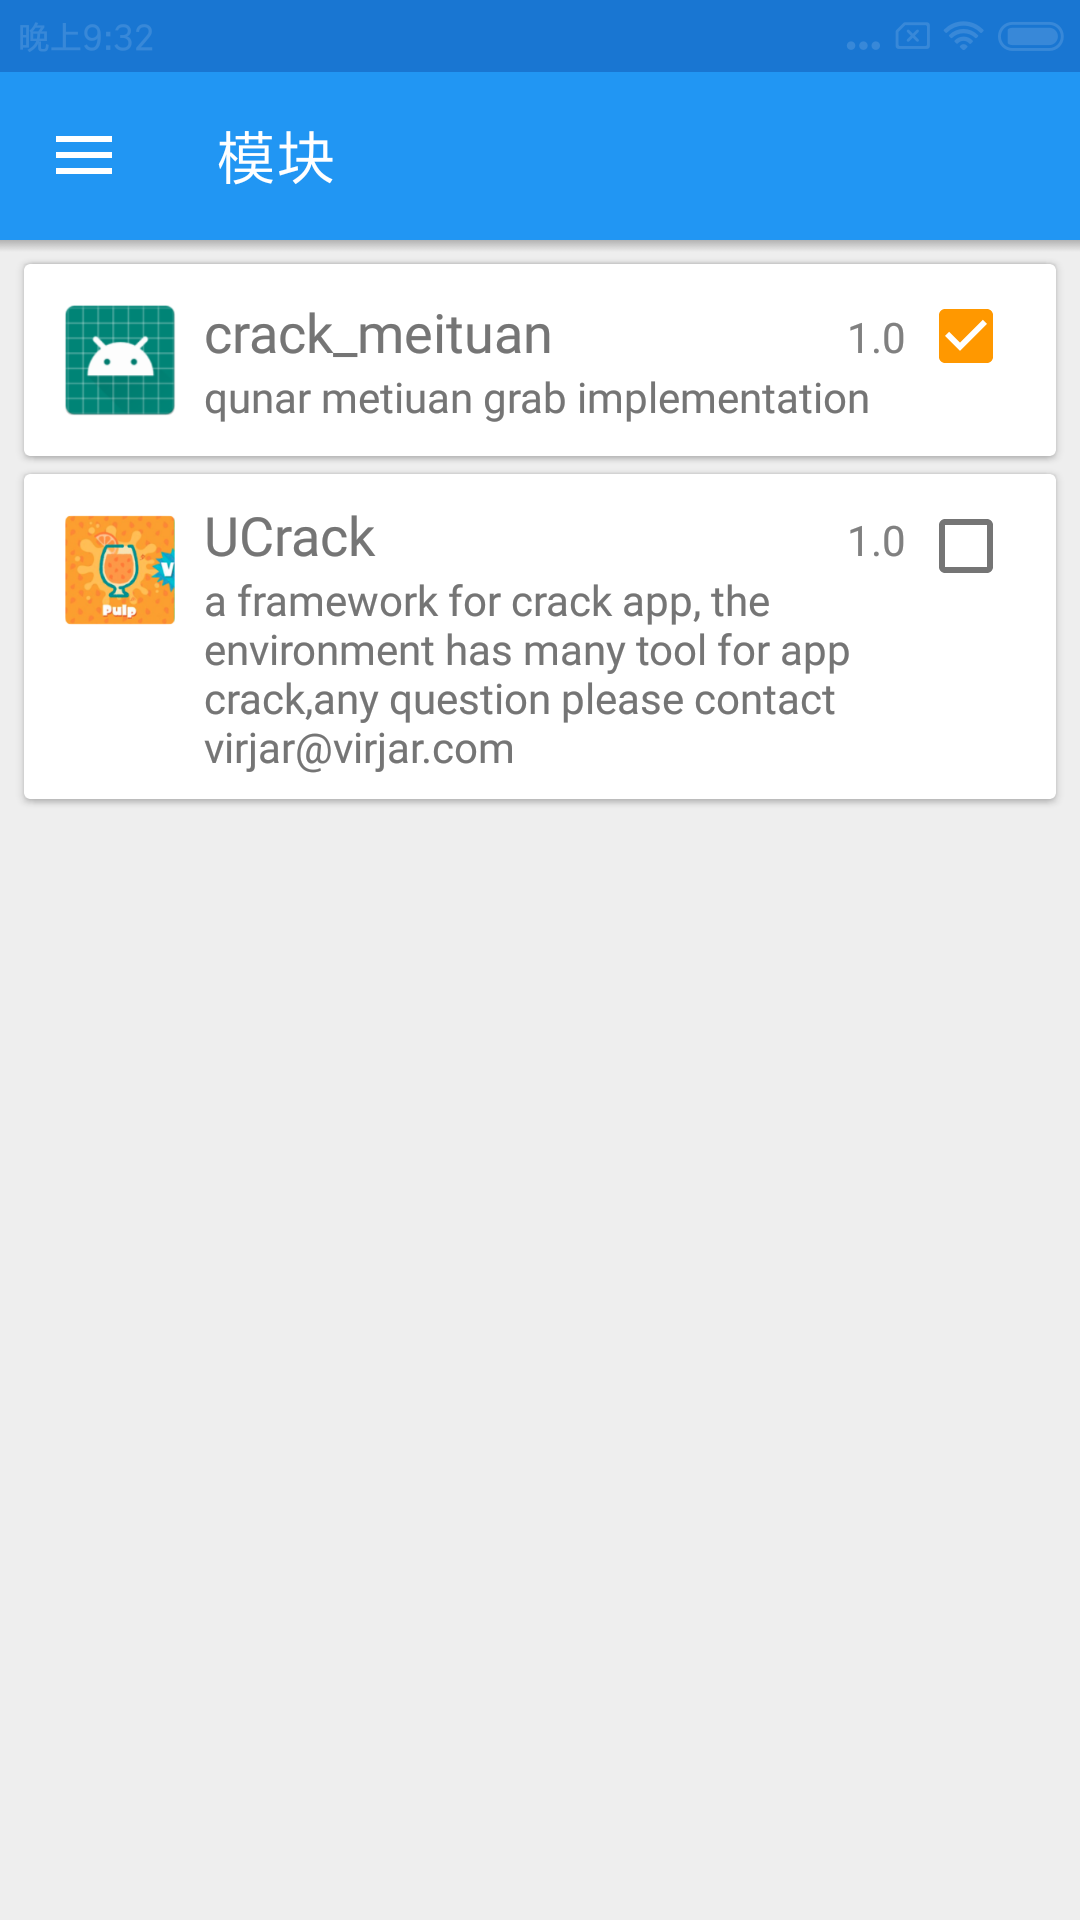 晚上9:32
模块
crack_meituan 1.0
qunar metiuan grab implementation
UCrack 1.0
V
Pulp
a framework for crack app, the
environment has many tool for app
crack,any question please contact
virjar@virjar.com